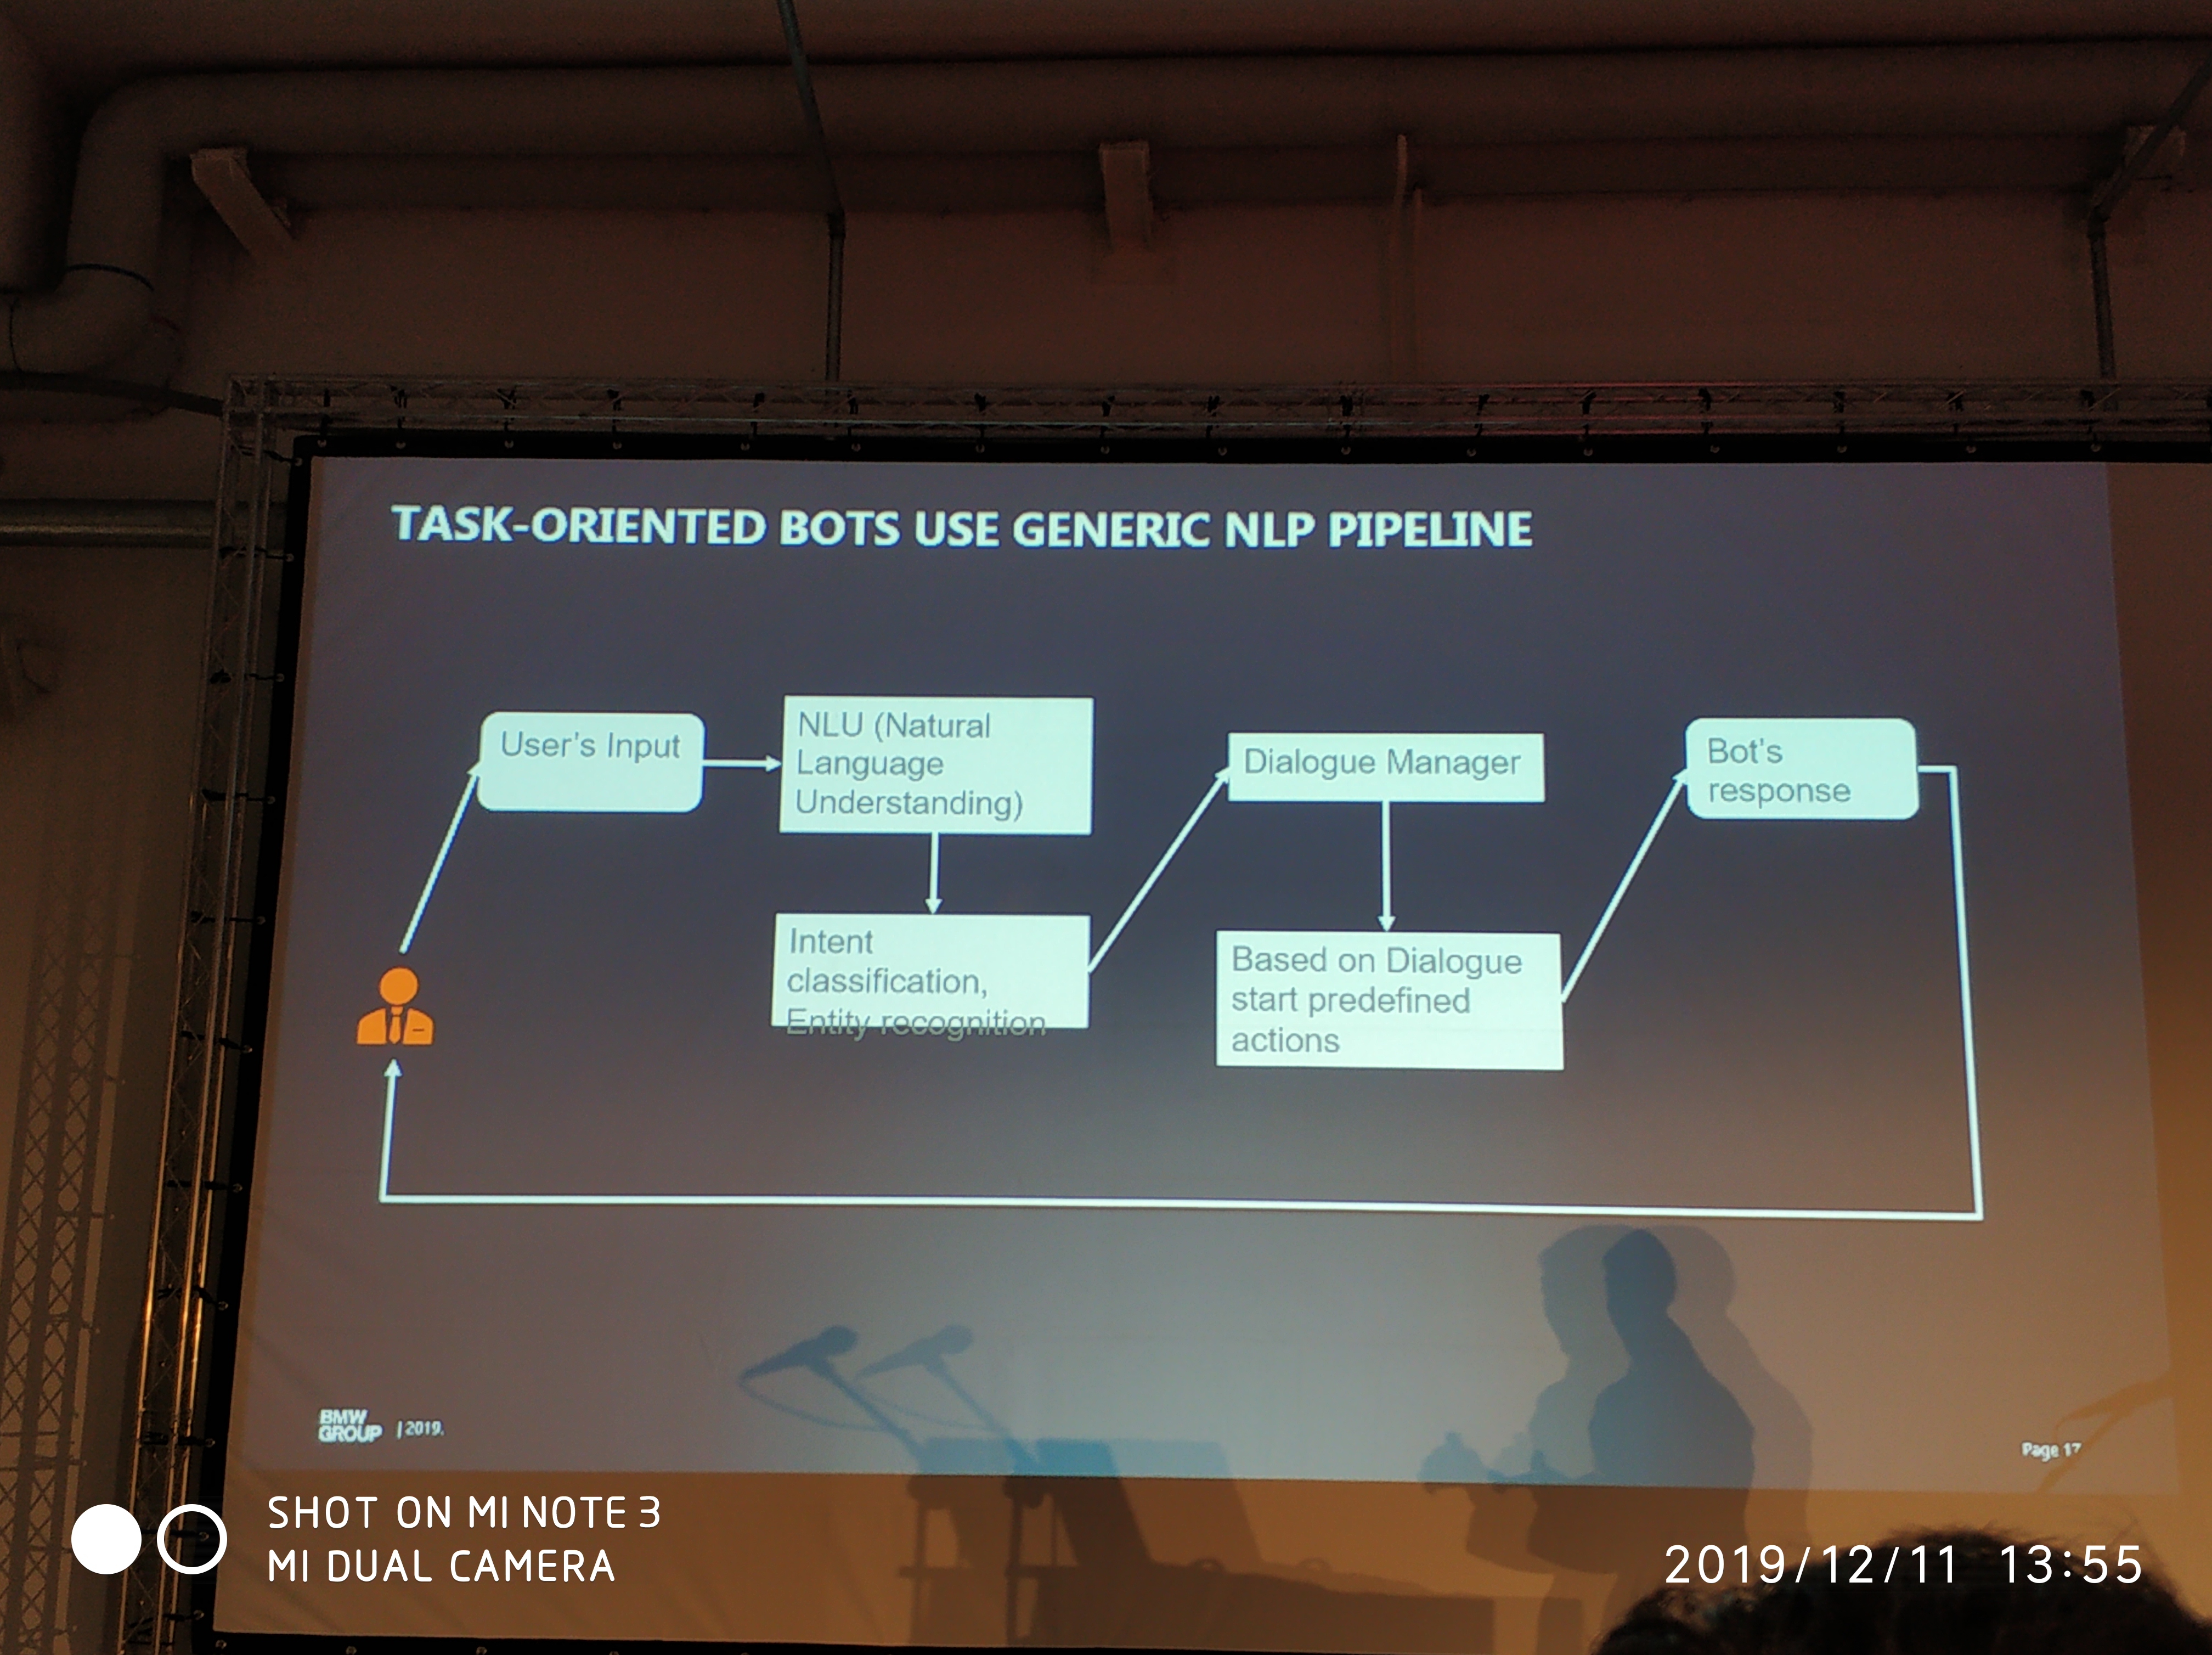 TASK-ORIENTED BOTS USE GENERIC NLP PIPELINE
User's Input
NLU (Natural
Language
Understanding)
Intent
classification,
Entity recognition
Dialogue Manager
Based on Dialogue
start predefined
actions
Bot's
response
BMW
GROUP | 2019.
Page 17
SHOT ON MI NOTE 3
MI DUAL CAMERA
2019/12/11 13:55